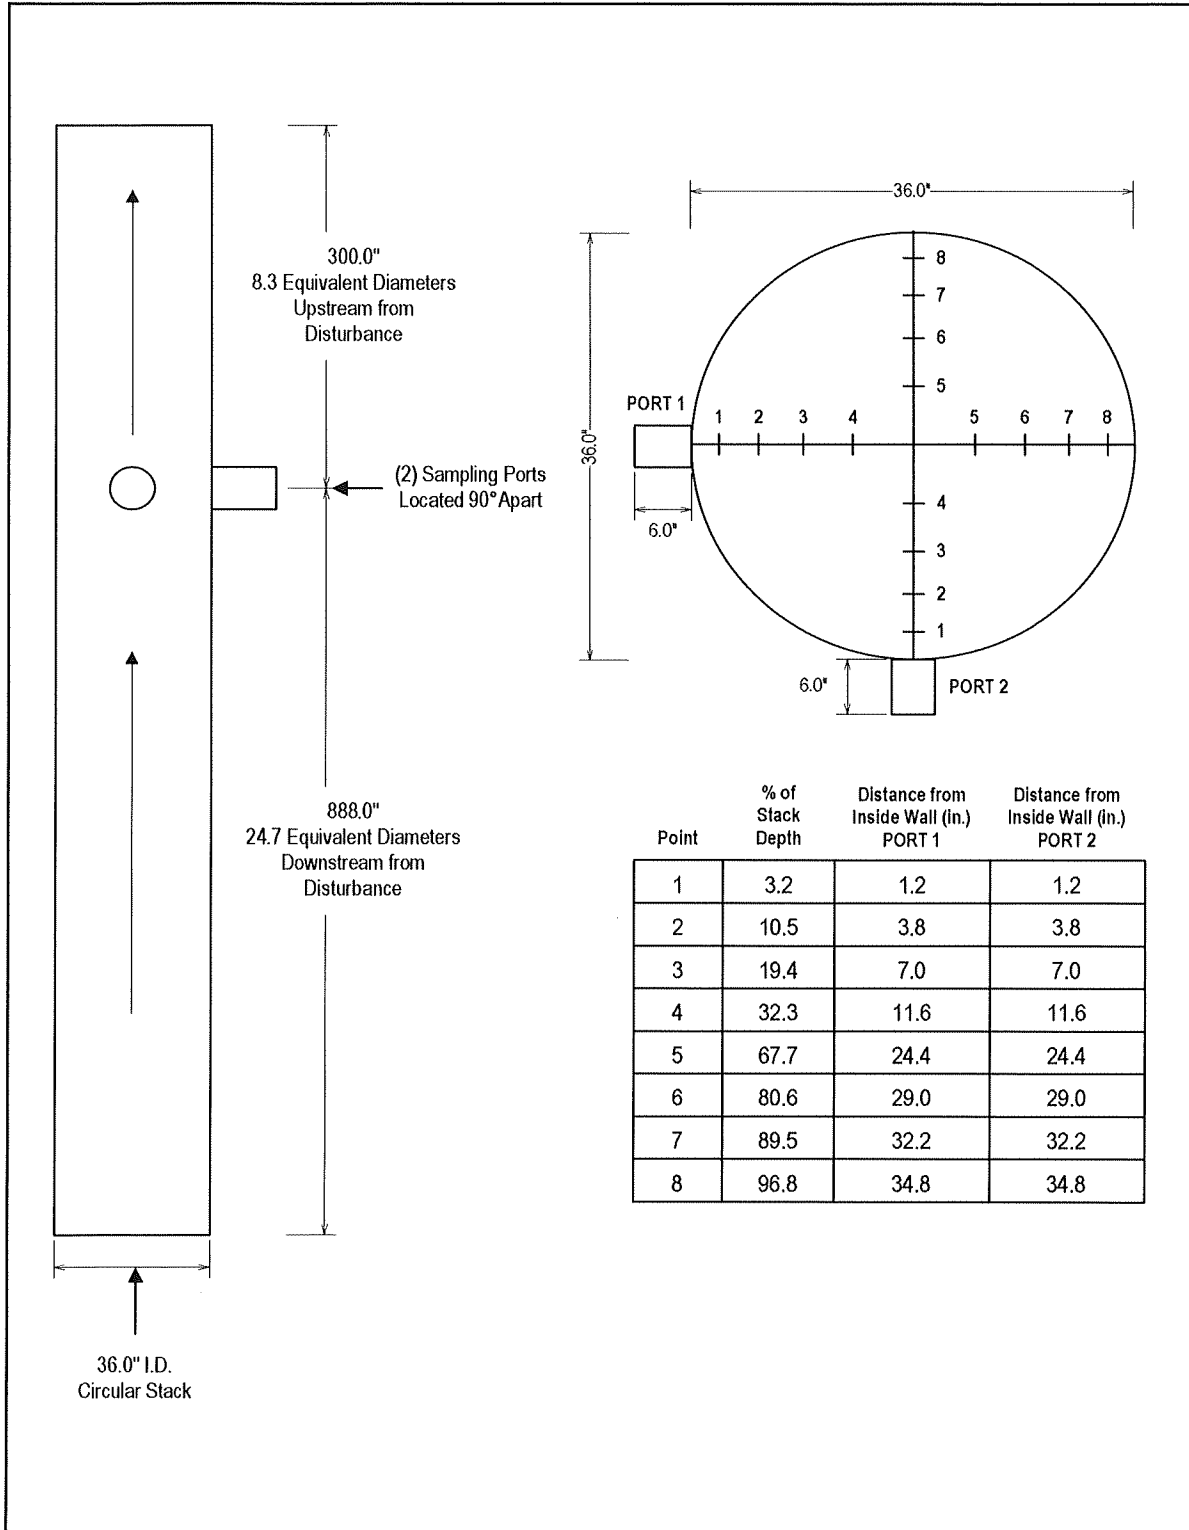 300.0"
8.3 Equivalent Diameters
Upstream from
Disturbance
(2) Sampling Ports
Located 90° Apart
888.0"
24.7 Equivalent Diameters
Downstream from
Disturbance
36.0" I.D.
Circular Stack
36.0"
36.0"
8
7
6
5
PORT 1
1 2 3 4 5 6 7 8
6.0"
4
3
2
1
6.0"
PORT 2
Point % of Stack Depth Distance from Inside Wall (in.) PORT 1 Distance from Inside Wall (in.) PORT 2
1 3.2 1.2 1.2
2 10.5 3.8 3.8
3 19.4 7.0 7.0
4 32.3 11.6 11.6
5 67.7 24.4 24.4
6 80.6 29.0 29.0
7 89.5 32.2 32.2
8 96.8 34.8 34.8